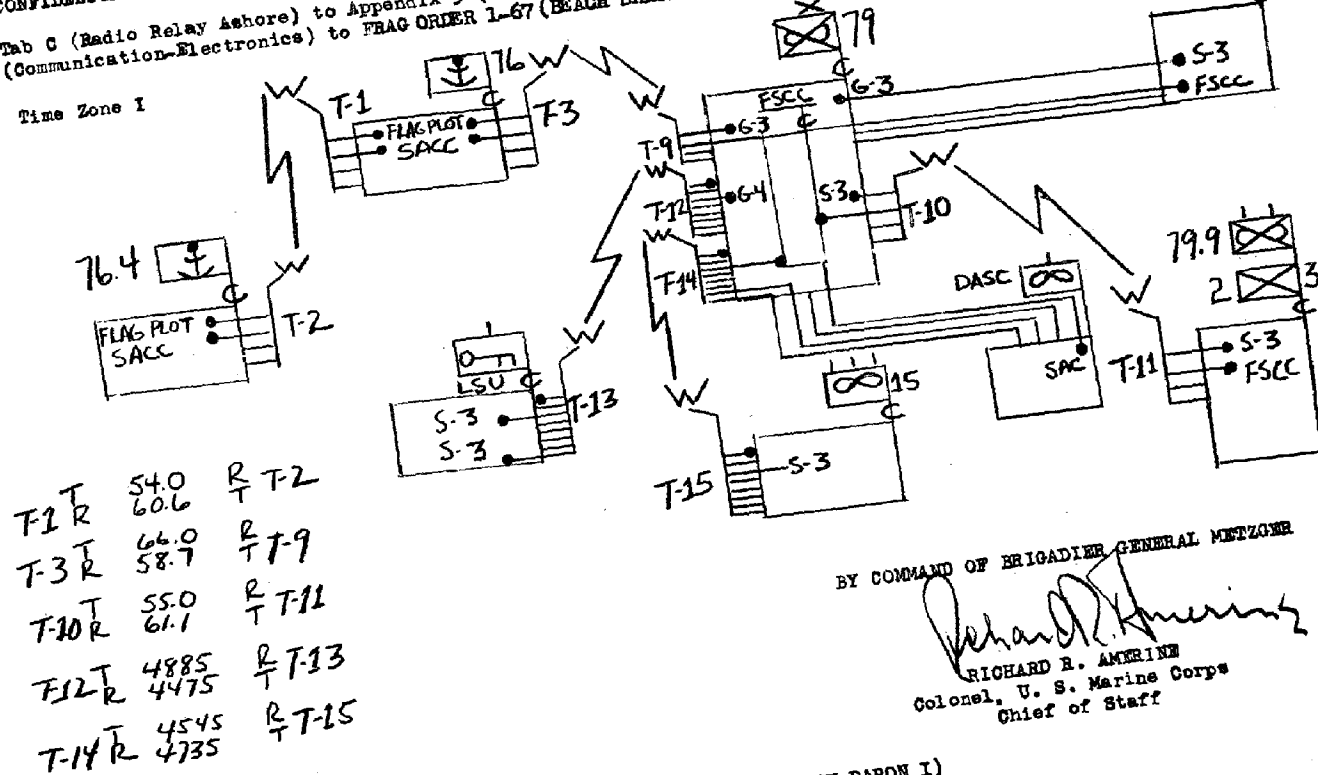 Tab C (Radio Relay Ashore) to Appendix
(Communication-Electronics) to FRAG ORDER 1-67 (BEACH
Time Zone I
76
T-1
FLAG PLOT
SACC
C
T-3
79
C
FSCC
C
G-3
G-3
T-9
T-12
G-4
S-3
T-10
T-14
S-3
FSCC
76.4
C
FLAG PLOT
SACC
T-2
LSU C
S-3
S-3
T-13
DASC
SAC
79.9
2
3
C
T-11
S-3
FSCC
15
C
T-15
S-3
T-1 T 54.0 R T-2
R 60.6 T
T-3 T 66.0 R T-9
R 58.7 T
T-10 T 55.0 R T-11
R 61.1 T
T-12 T 4885 R T-13
R 4475 T
T-14 T 4545 R T-15
R 4735 T
BY COMMAND OF BRIGADIER GENERAL METZGER
RICHARD R. AMERINE
Colonel, U. S. Marine Corps
Chief of Staff